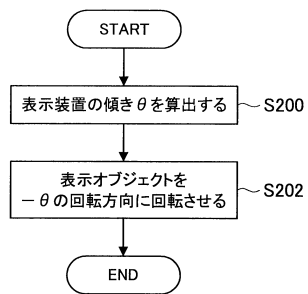 START
表示装置の傾きθを算出する
S200
表示オブジェクトを
－θの回転方向に回転させる
S202
END